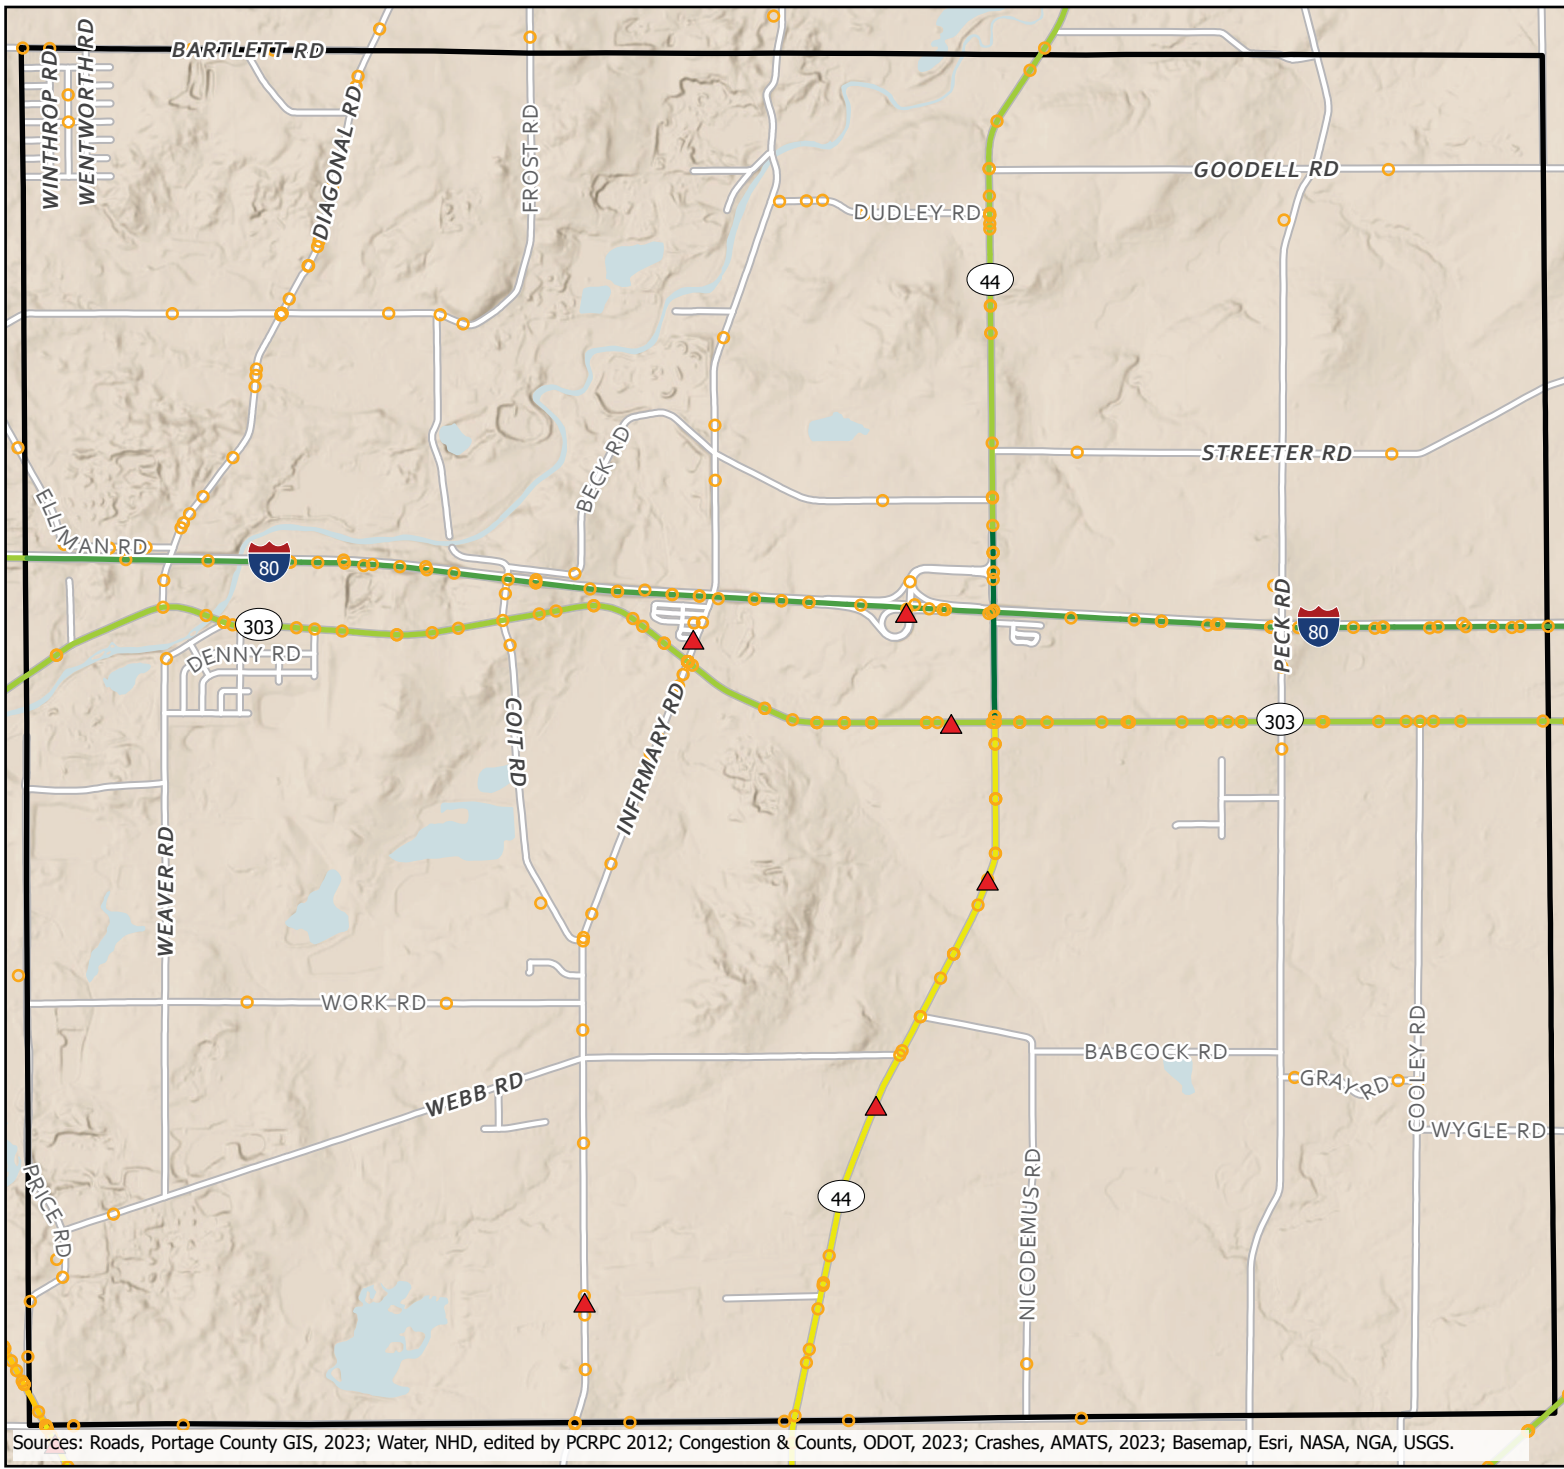 WINTHROP RD
WENTWORTH RD
BARTLETT RD
DIAGONAL RD
FROST RD
GOODELL RD
DUDLEY RD
44
STREETER RD
BECK RD
ELLIMAN RD
80
303
DENNY RD
PECK RD
80
303
COIT RD
INFIRMARY RD
WEAVER RD
WORK RD
WEBB RD
BABCOCK RD
GRAY RD
COOLEY RD
WYGLE RD
PRICE RD
44
NICODEMUS RD
Sources: Roads, Portage County GIS, 2023; Water, NHD, edited by PCRPC 2012; Congestion & Counts, ODOT, 2023; Crashes, AMATS, 2023; Basemap, Esri, NASA, NGA, USGS.